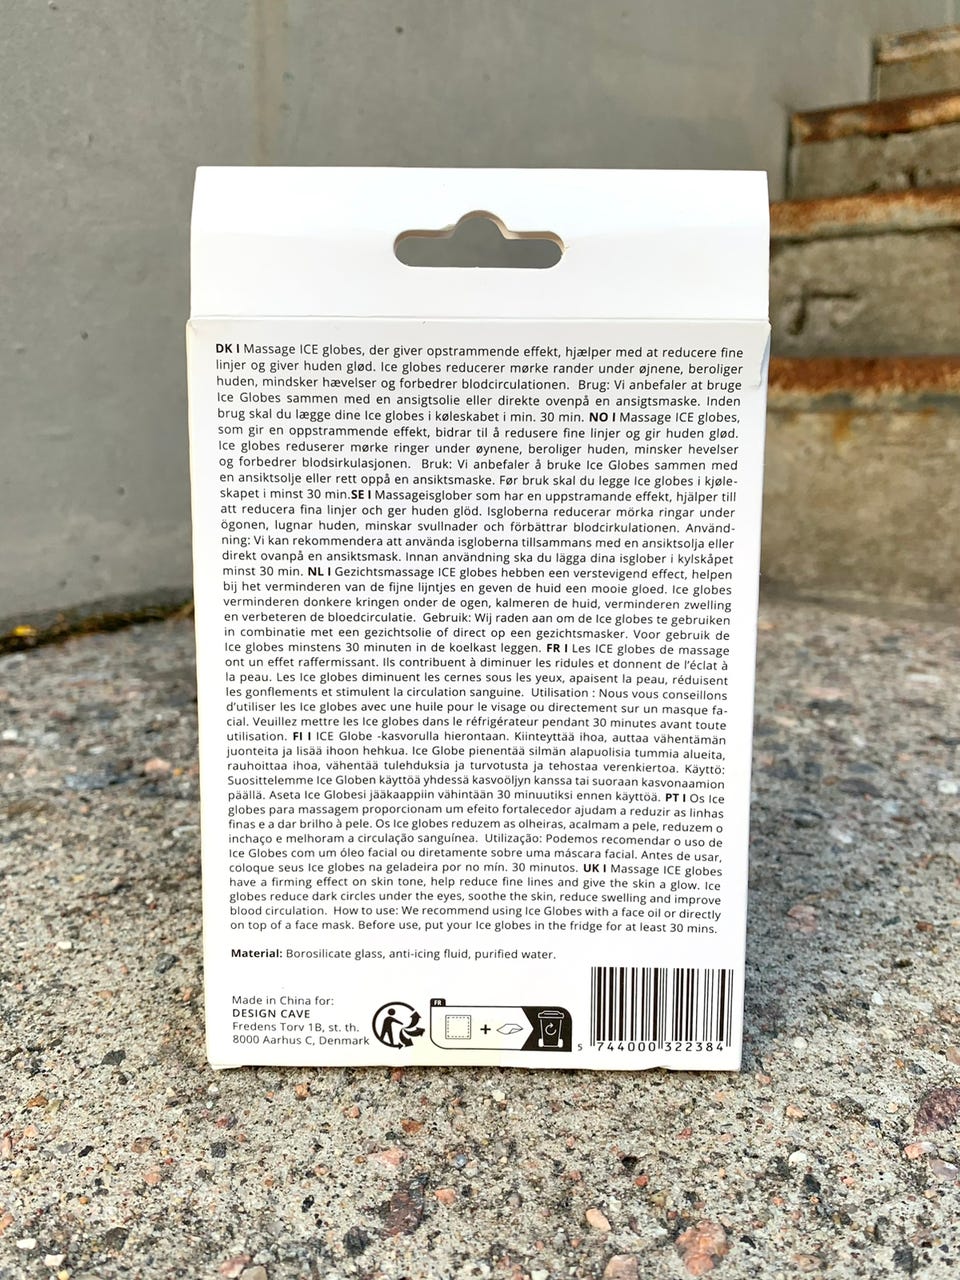 DK I Massage ICE globes, der giver opstrammende effekt, hjælper med at reducere fine
linjer og giver huden glød. Ice globes reducerer mørke rander under øjnene, beroliger
huden, mindsker hævelser og forbedrer blodcirculationen. Brug: Vi anbefaler at bruge
Ice Globes sammen med en ansigtsolie eller direkte ovenpå en ansigtsmaske. Inden
brug skal du lægge dine Ice globes i køleskabet i min. 30 min. NO I Massage ICE globes,
som gir en oppstrammende effekt, bidrar til å redusere fine linjer og gir huden glød.
Ice globes reduserer mørke ringer under øynene, beroliger huden, minsker hevelser
og forbedrer blodsirkulasjonen. Bruk: Vi anbefaler å bruke Ice Globes sammen med
en ansiktsolje eller rett oppå en ansiktsmaske. Før bruk skal du legge Ice globes i kjøle-
skapet i minst 30 min.SE I Massageisglober som har en uppstramande effekt, hjälper till
att reducera fina linjer och ger huden glöd. Isgloberna reducerar mörka ringar under
ögonen, lugnar huden, minskar svullnader och förbättrar blodcirkulationen. Använd-
ning: Vi kan rekommendera att använda isgloberna tillsammans med en ansiktsolja eller
direkt ovanpå en ansiktsmask. Innan användning ska du lägga dina isglober i kylskåpet
minst 30 min. NL I Gezichtsmassage ICE globes hebben een verstevigend effect, helpen
bij het verminderen van de fijne lijntjes en geven de huid een mooie gloed. Ice globes
verminderen donkere kringen onder de ogen, kalmeren de huid, verminderen zwelling
en verbeteren de bloedcirculatie. Gebruik: Wij raden aan om de Ice globes te gebruiken
in combinatie met een gezichtsolie of direct op een gezichtsmasker. Voor gebruik de
Ice globes minstens 30 minuten in de koelkast leggen. FR I Les ICE globes de massage
ont un effet raffermissant. Ils contribuent à diminuer les ridules et donnent de l'éclat à
la peau. Les Ice globes diminuent les cernes sous les yeux, apaisent la peau, réduisent
les gonflements et stimulent la circulation sanguine. Utilisation : Nous vous conseillons
d'utiliser les Ice globes avec une huile pour le visage ou directement sur un masque fa-
cial. Veuillez mettre les Ice globes dans le réfrigérateur pendant 30 minutes avant toute
utilisation. FI I ICE Globe -kasvorulla hierontaan. Kiinteyttää ihoa, auttaa vähentämän
juonteita ja lisää ihoon hehkua. Ice Globe pienentää silmän alapuolisia tummia alueita,
rauhoittaa ihoa, vähentää tulehduksia ja turvotusta ja tehostaa verenkiertoa. Käyttö:
Suosittelemme Ice Globen käyttöä yhdessä kasvoöljyn kanssa tai suoraan kasvonaamion
päällä. Aseta Ice Globesi jääkaappiin vähintään 30 minuutiksi ennen käyttöä. PT I Os Ice
globes para massagem proporcionam um efeito fortalecedor ajudam a reduzir as linhas
finas e a dar brilho à pele. Os Ice globes reduzem as olheiras, acalmam a pele, reduzem o
inchaço e melhoram a circulação sanguínea. Utilização: Podemos recomendar o uso de
Ice Globes com um óleo facial ou diretamente sobre uma máscara facial. Antes de usar,
coloque seus Ice globes na geladeira por no mín. 30 minutos. UK I Massage ICE globes
have a firming effect on skin tone, help reduce fine lines and give the skin a glow. Ice
globes reduce dark circles under the eyes, soothe the skin, reduce swelling and improve
blood circulation. How to use: We recommend using Ice Globes with a face oil or directly
on top of a face mask. Before use, put your Ice globes in the fridge for at least 30 mins.
Material: Borosilicate glass, anti-icing fluid, purified water.
Made in China for:
DESIGN CAVE
Fredens Torv 1B, st. th.
8000 Aarhus C, Denmark
FR
+
5 744000 322384